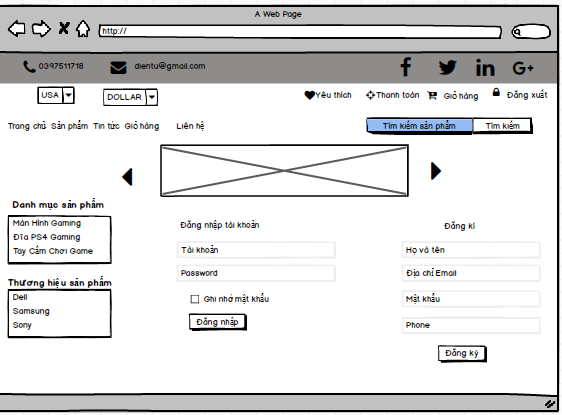 A Web Page
http://
0397511718 dientu@gmail.com f in G+
USA DOLLAR Yêu thích Thanh toán Giỏ hàng Đăng xuất
Trang chủ Sản phẩm Tin tức Giỏ hàng Liên hệ Tìm kiếm sản phẩm Tìm kiếm
Danh mục sản phẩm
Màn Hình Gaming
Đĩa PS4 Gaming
Tay Cầm Chơi Game
Thương hiệu sản phẩm
Dell
Samsung
Sony
Đăng nhập tài khoản
Tài khoản
Password
Ghi nhớ mật khẩu
Đăng nhập
Đăng kí
Họ và tên
Địa chỉ Email
Mật khẩu
Phone
Đăng ký